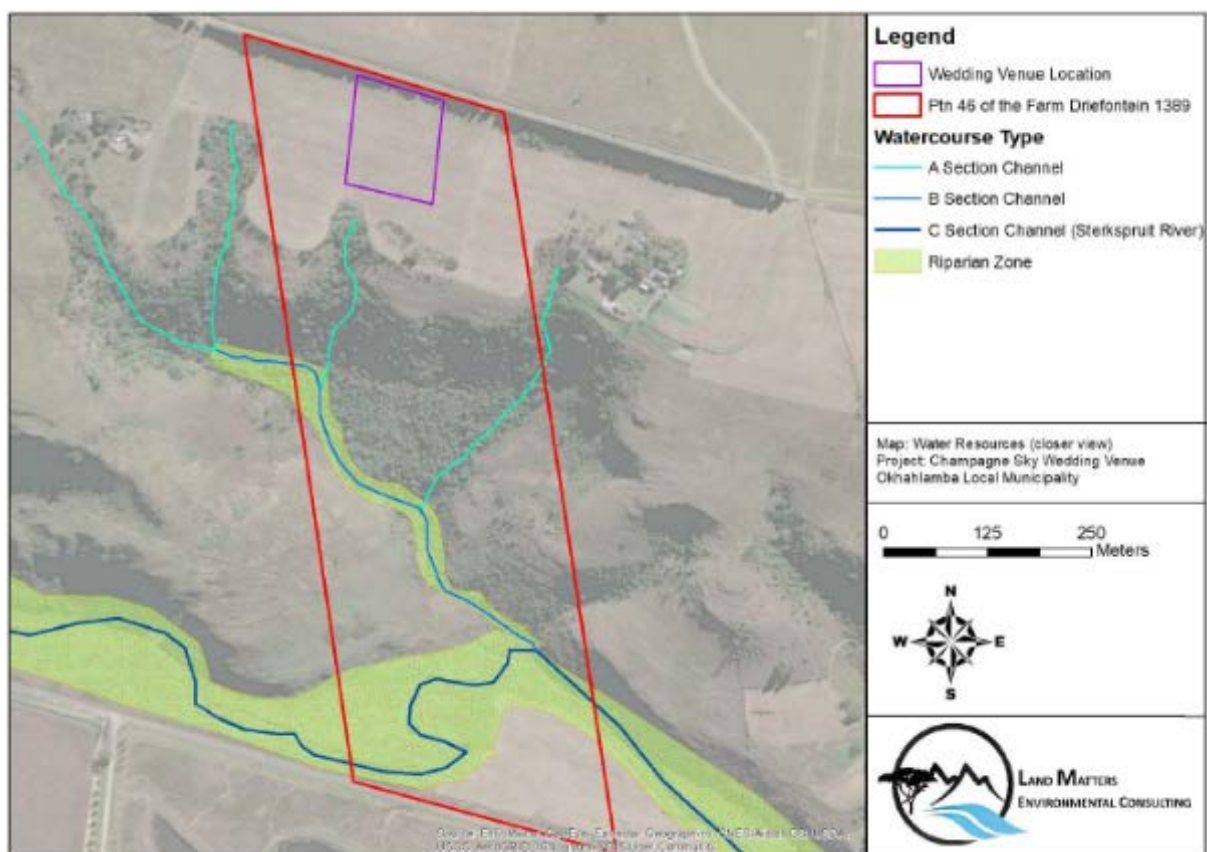 Legend
Wedding Venue Location
Ptn 46 of the Farm Driefontein 1389
Watercourse Type
A Section Channel
B Section Channel
C Section Channel (Sterkspruit River)
Riparian Zone
Map: Water Resources (closer view)
Project: Champagne Sky Wedding Venue
Okhahlamba Local Municipality
0 125 250
Meters
N
W E
S
LAND MATTERS
ENVIRONMENTAL CONSULTING